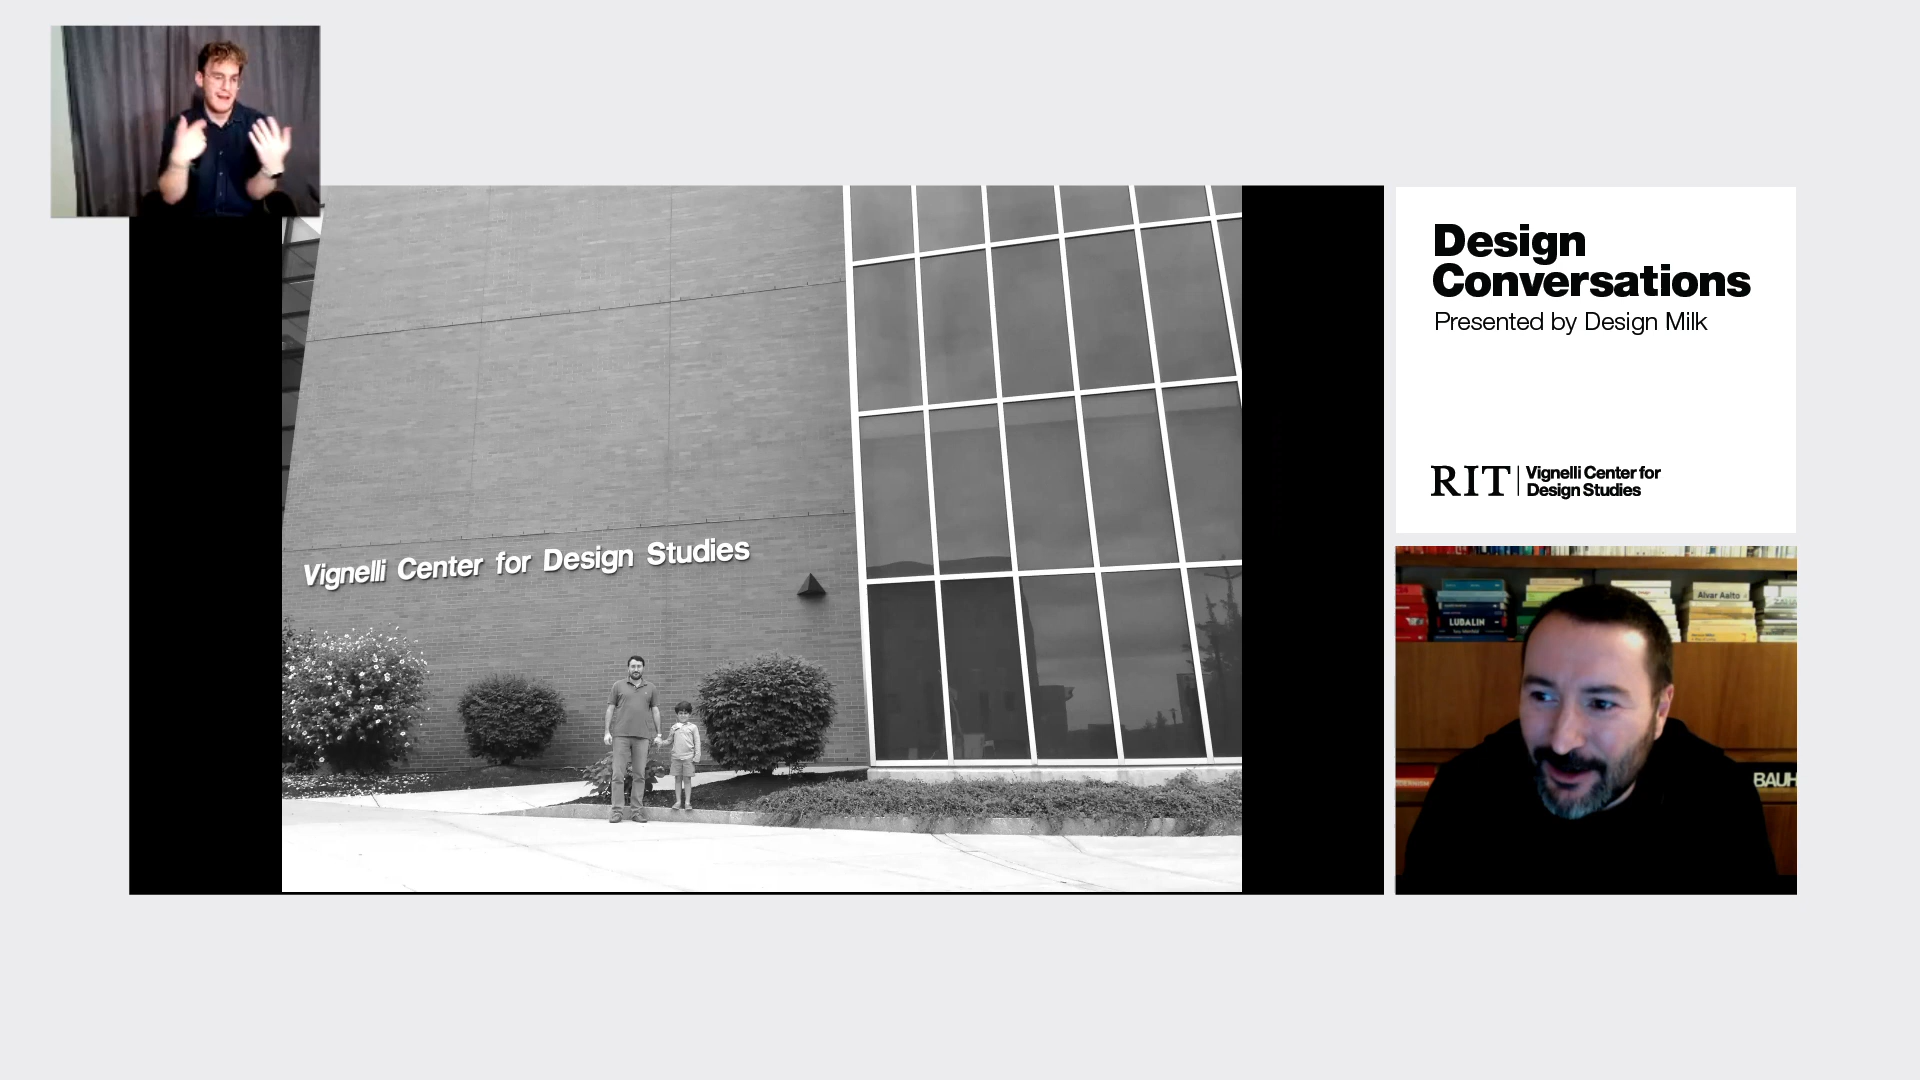 Vignelli Center for Design Studies
Design
Conversations
Presented by Design Milk
RIT
Vignelli Center for
Design Studies
Alvar Aalto
LUBALIN
BAUH